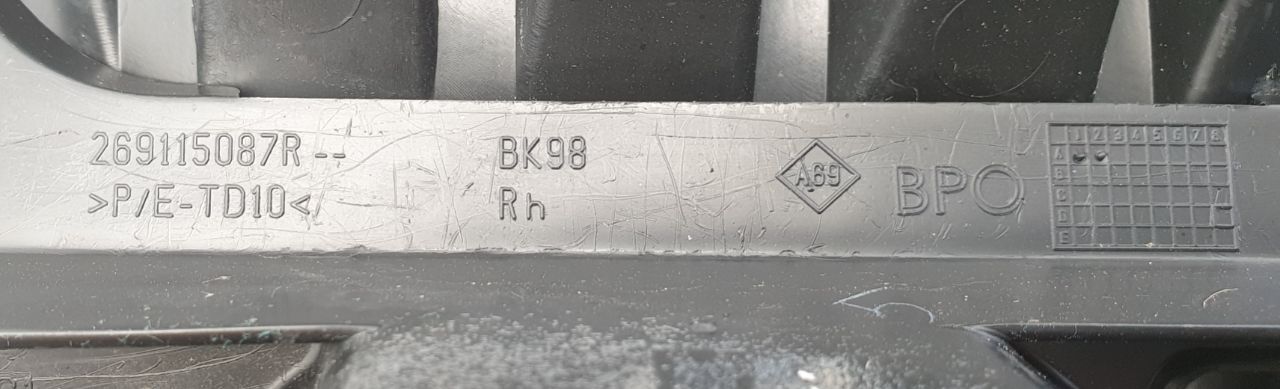 269115087R--
>P/E-TD10<
BK98
Rh
A69
BPO
1 2 3 4 5 6 7 8
A
B
C
D
E